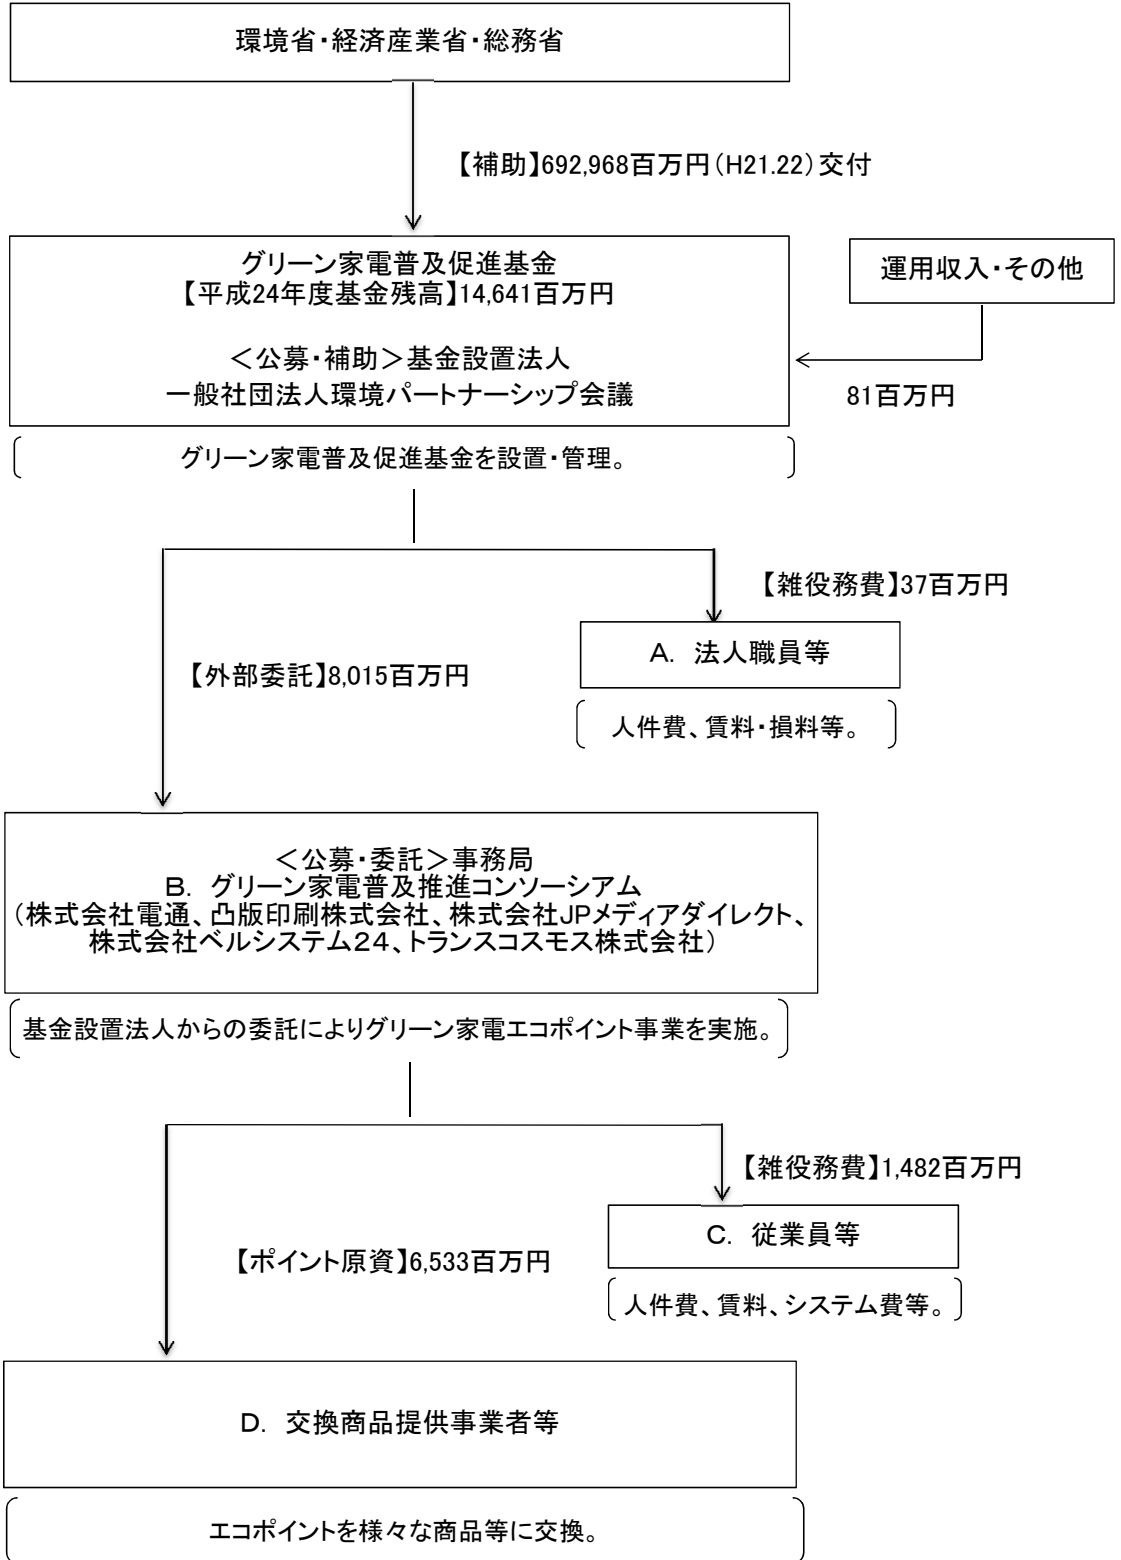 環境省・経済産業省・総務省
【補助】692,968百万円（H21.22）交付
グリーン家電普及促進基金
【平成24年度基金残高】14,641百万円
＜公募・補助＞基金設置法人
一般社団法人環境パートナーシップ会議
運用収入・その他
81百万円
グリーン家電普及促進基金を設置・管理。
【雑役務費】37百万円
A. 法人職員等
【外部委託】8,015百万円
人件費、賃料・損料等。
＜公募・委託＞事務局
B. グリーン家電普及推進コンソーシアム
（株式会社電通、凸版印刷株式会社、株式会社JPメディアダイレクト、
株式会社ベルシステム24、トランスコスモス株式会社）
基金設置法人からの委託によりグリーン家電エコポイント事業を実施。
【雑役務費】1,482百万円
C. 従業員等
【ポイント原資】6,533百万円
人件費、賃料、システム費等。
D. 交換商品提供事業者等
エコポイントを様々な商品等に交換。